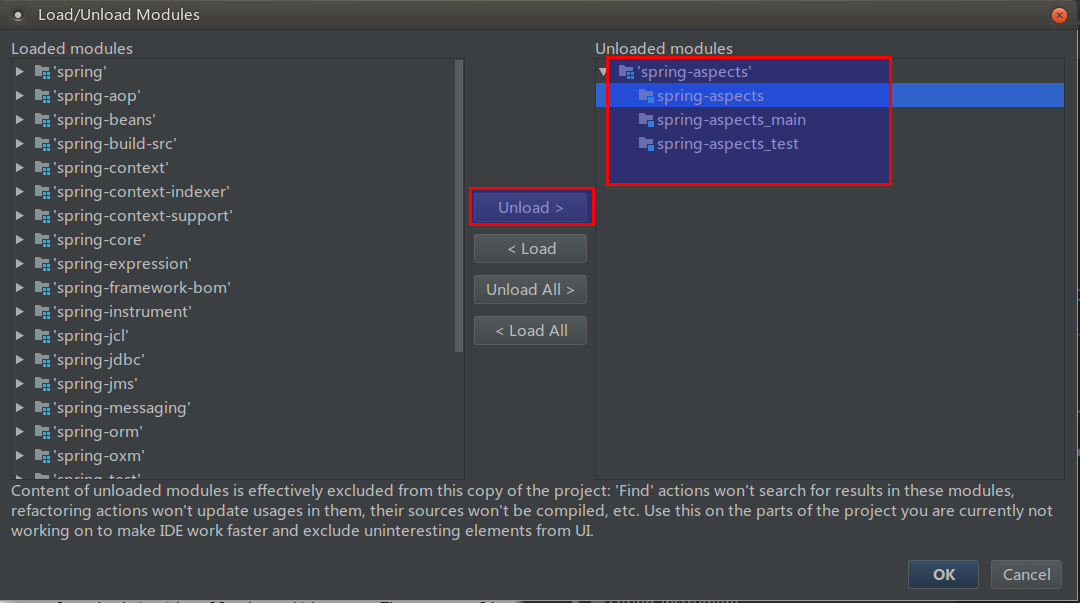 Load/Unload Modules
Loaded modules
'spring'
'spring-aop'
'spring-beans'
'spring-build-src'
'spring-context'
'spring-context-indexer'
'spring-context-support'
'spring-core'
'spring-expression'
'spring-framework-bom'
'spring-instrument'
'spring-jcl'
'spring-jdbc'
'spring-jms'
'spring-messaging'
'spring-orm'
'spring-oxm'
'spring-test'
Unload >
< Load
Unload All >
< Load All
Unloaded modules
'spring-aspects'
spring-aspects
spring-aspects_main
spring-aspects_test
Content of unloaded modules is effectively excluded from this copy of the project: 'Find' actions won't search for results in these modules,
refactoring actions won't update usages in them, their sources won't be compiled, etc. Use this on the parts of the project you are currently not
working on to make IDE work faster and exclude uninteresting elements from UI.
OK
Cancel